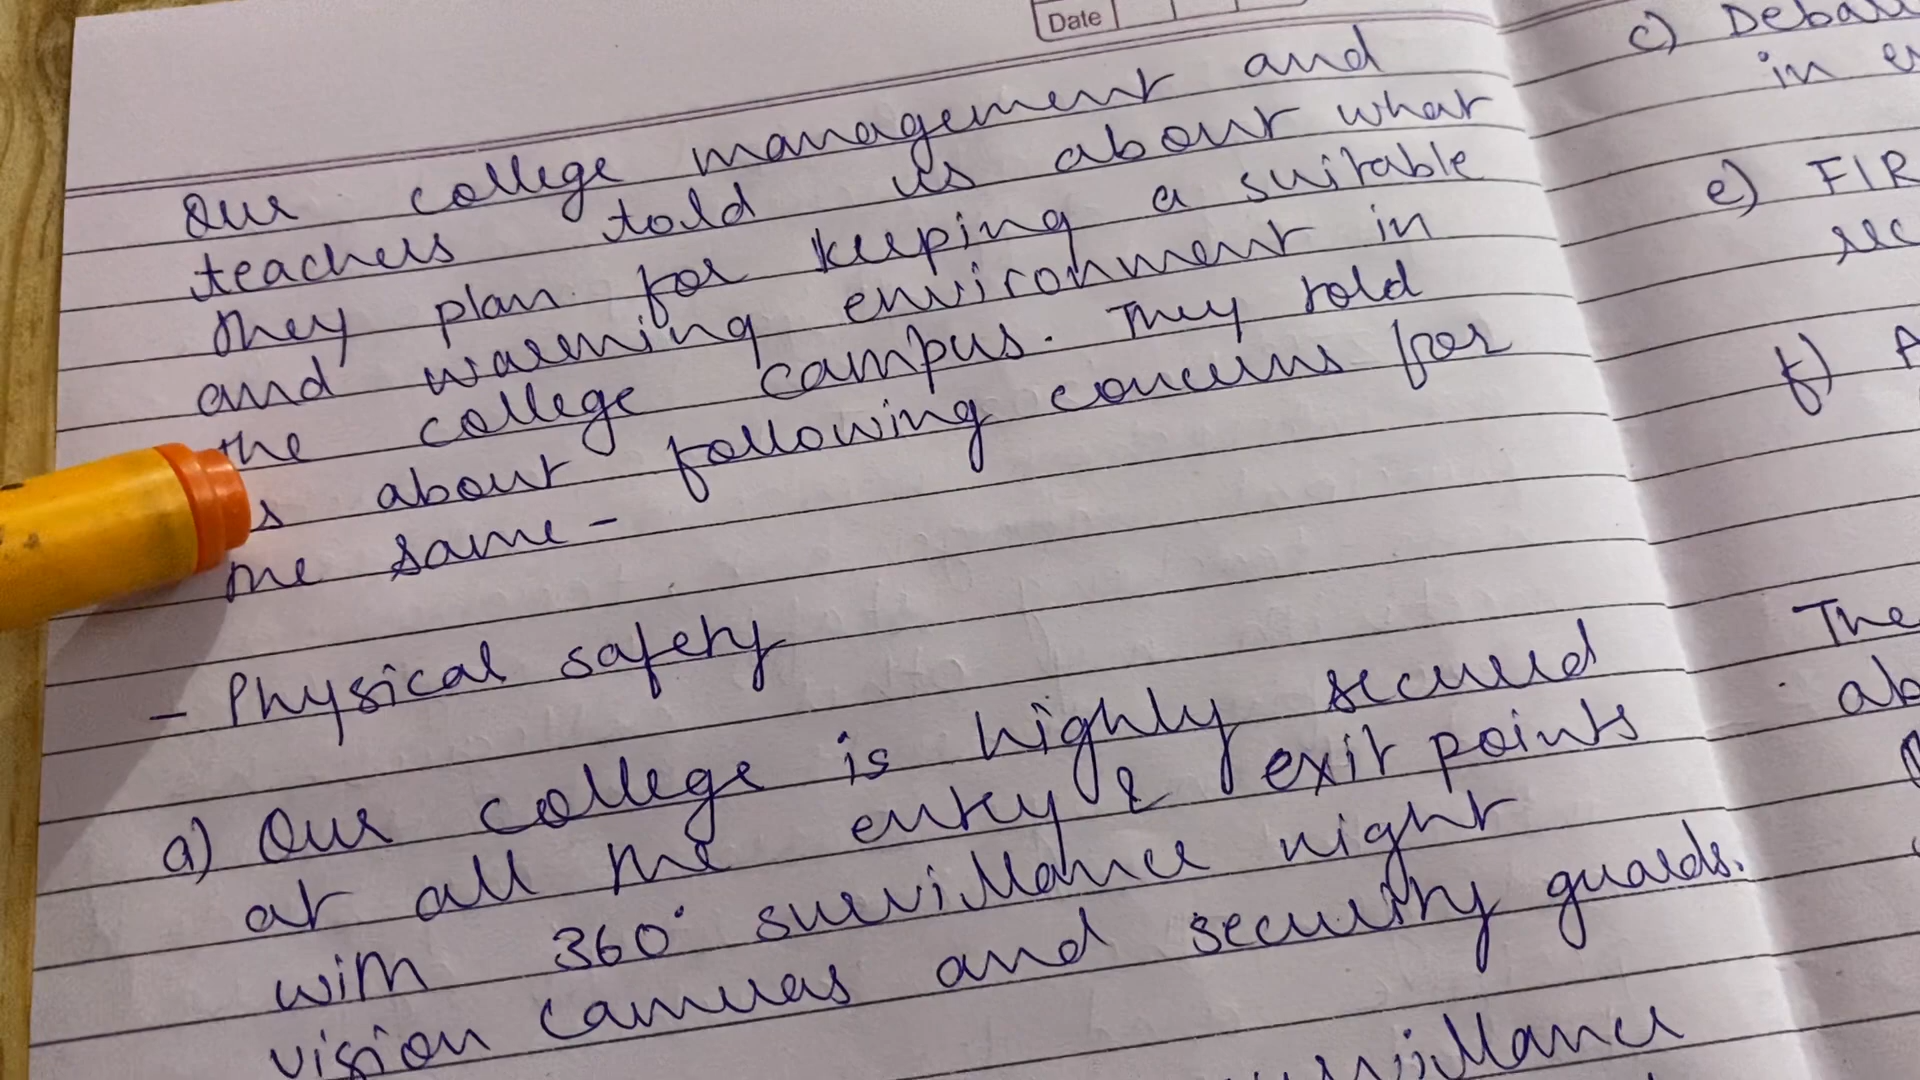 Date
Our college management and
teachers told us about what
they plan for keeping a suitable
and warming environment in
the college campus. They told
s about following concerns for
the same -
- Physical safety
a) Our college is highly secured
at all the entry & exit points
with 360° survillance night
vision cameras and security guards.
survillance
c)
in
e) FIR
f)
The